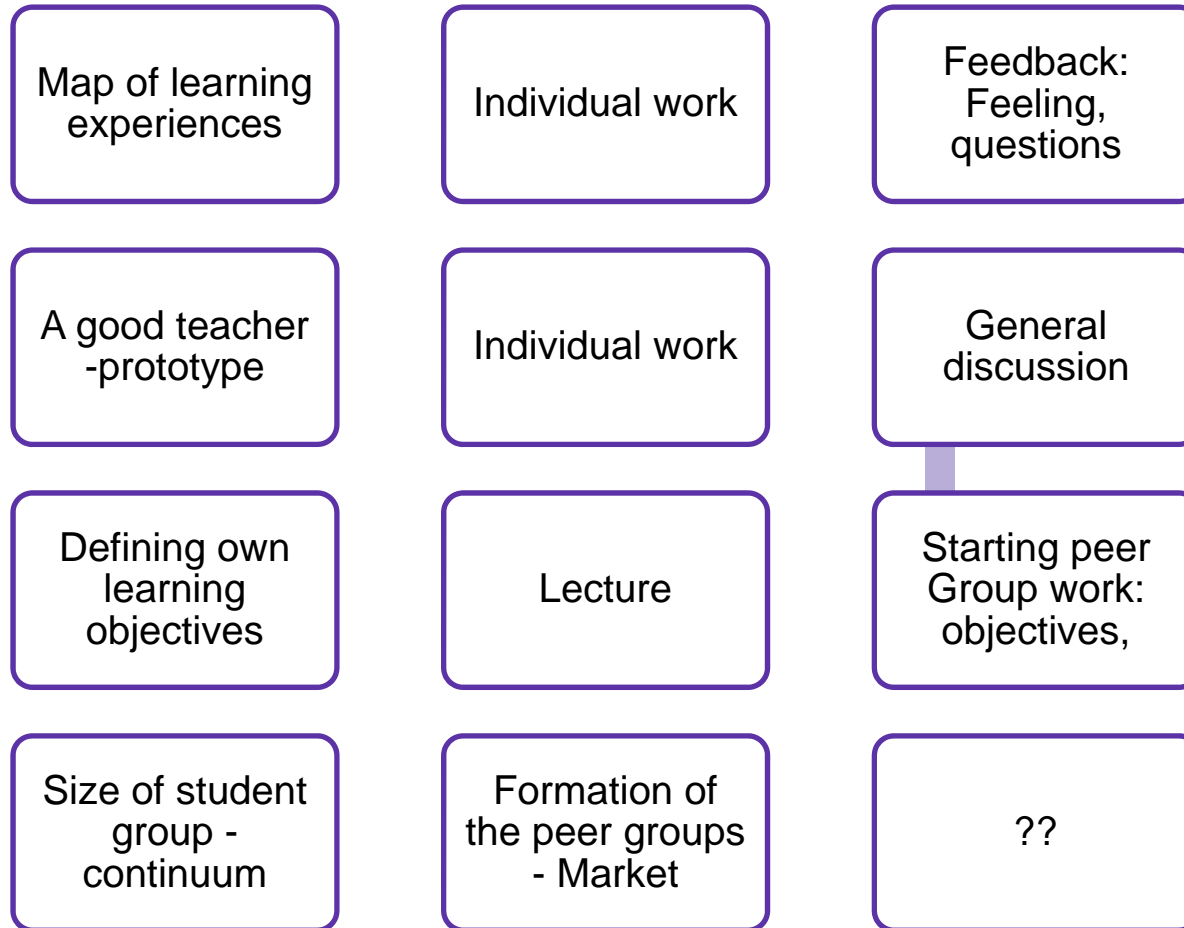 Map of learning
experiences
Individual work
Feedback:
Feeling,
questions
A good teacher
-prototype
Individual work
General
discussion
Defining own
learning
objectives
Lecture
Starting peer
Group work:
objectives,
Size of student
group -
continuum
Formation of
the peer groups
- Market
??